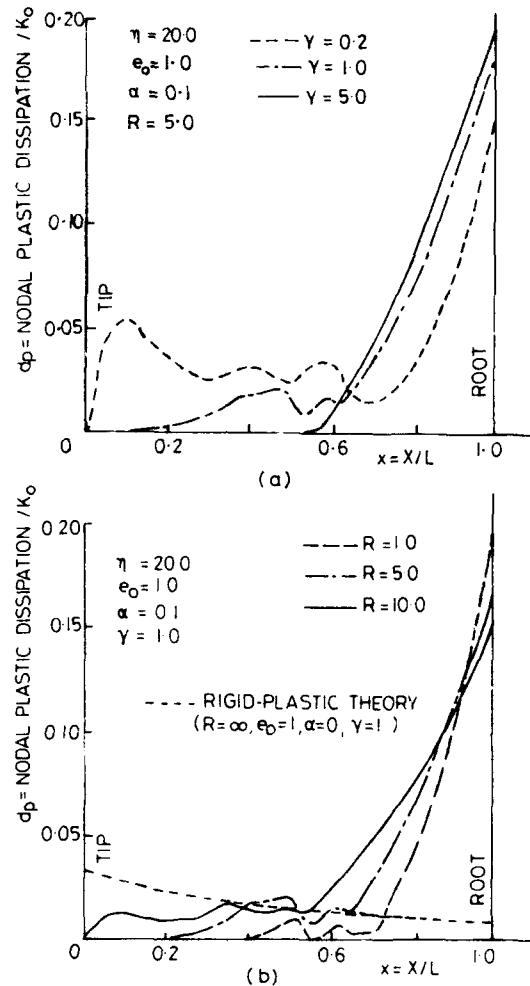 dp=NODAL PLASTIC DISSIPATION /K₀
0·20
0·15
0·10
0·05
0
η = 20·0
e₀= 1·0
α = 0·1
R = 5·0
γ = 0·2
γ = 1·0
γ = 5·0
TIP
ROOT
0·2
0·6
1·0
x = X/L
(a)
dp=NODAL PLASTIC DISSIPATION /K₀
0·20
0·15
0·10
0·05
0
η = 20·0
e₀= 1·0
α = 0·1
γ = 1·0
R = 1·0
R = 5·0
R = 10·0
RIGID-PLASTIC THEORY
(R=∞, e₀=1, α=0, γ=1)
TIP
ROOT
0·2
0·6
1·0
x = X/L
(b)